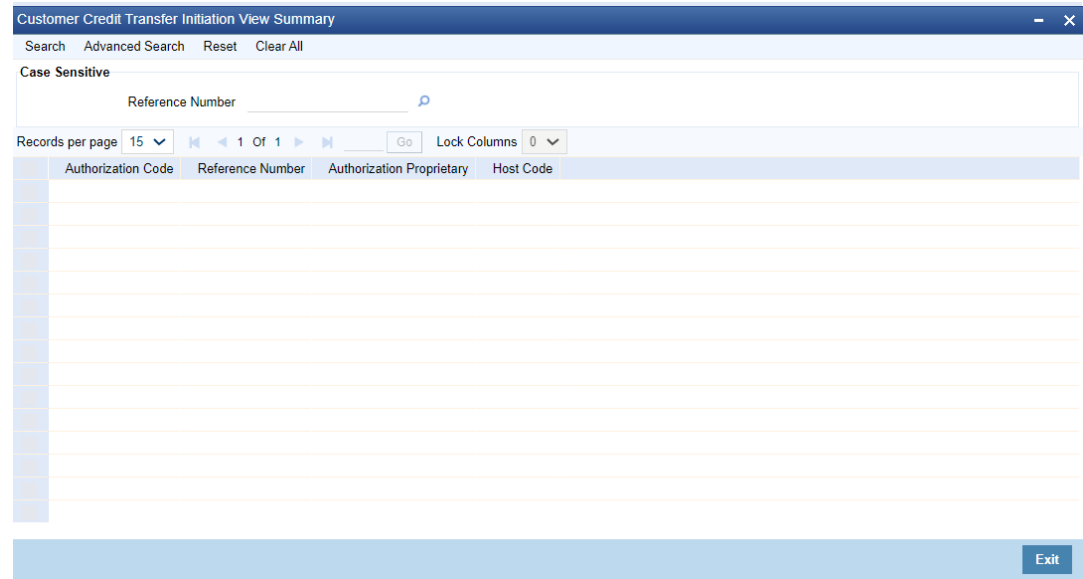 Customer Credit Transfer Initiation View Summary
Search Advanced Search Reset Clear All
Case Sensitive
Reference Number
Records per page 15 1 Of 1 Go Lock Columns 0
Authorization Code Reference Number Authorization Proprietary Host Code
Exit